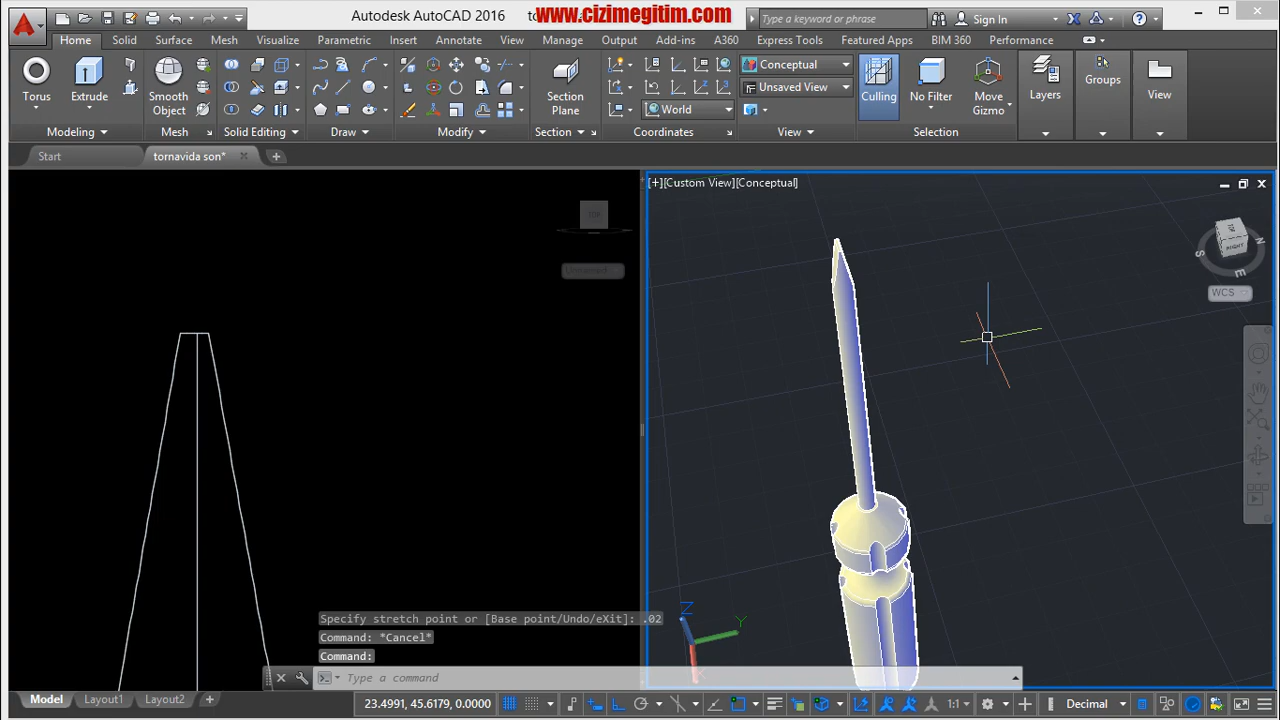 Autodesk AutoCAD 2016
www.cizimegitim.com
Type a keyword or phrase
Sign In
Home Solid Surface Mesh Visualize Parametric Insert Annotate View Manage Output Add-ins A360 Express Tools Featured Apps BIM 360 Performance
Torus
Extrude
Smooth
Object
Section
Plane
World
Conceptual
Unsaved View
Culling
No Filter
Move
Gizmo
Layers
Groups
View
Modeling
Mesh
Solid Editing
Draw
Modify
Section
Coordinates
View
Selection
Start
tornavida son*
[+][Custom View][Conceptual]
TOP
Unnamed
RIGHT
S
N
E
WCS
Specify stretch point or [Base point/Undo/eXit]: .02
Command: *Cancel*
Command:
Type a command
Z
Y
Model
Layout1
Layout2
23.4991, 45.6179, 0.0000
MODEL
1:1
Decimal